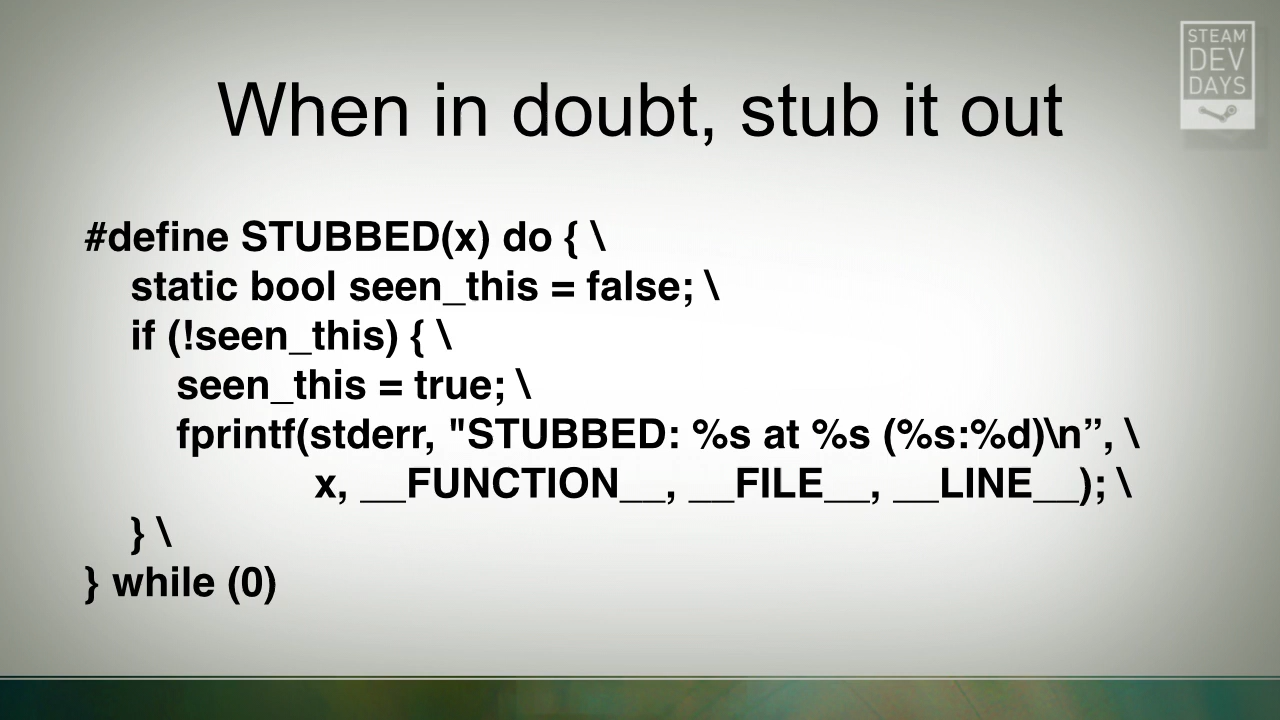 STEAM
DEV
DAYS
When in doubt, stub it out
#define STUBBED(x) do { \
static bool seen_this = false; \
if (!seen_this) { \
seen_this = true; \
fprintf(stderr, "STUBBED: %s at %s (%s:%d)\n”, \
x, __FUNCTION__, __FILE__, __LINE__); \
} \
} while (0)